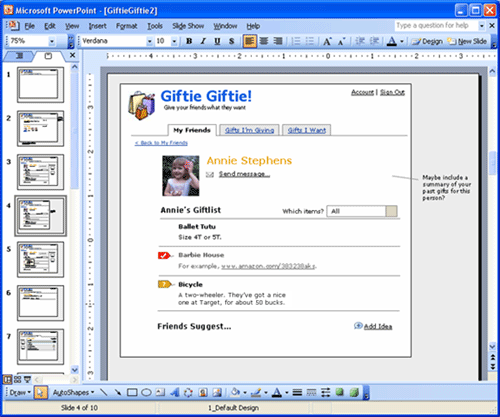 Microsoft PowerPoint - [GiftieGiftie2]
File Edit View Insert Format Tools Slide Show Window Help
Type a question for help
75% Verdana 10 B I U S A Design New Slide
Giftie Giftie!
Give your friends what they want
Account | Sign Out
My Friends Gifts I'm Giving Gifts I Want
< Back to My Friends
Annie Stephens
Send message...
Maybe include a
summary of your
past gifts for this
person?
Annie's Giftlist Which items? All
Ballet Tutu
Size 4T or 5T.
Barbie House
For example, www.amazon.com/383238aks.
? Bicycle
A two-wheeler. They've got a nice
one at Target, for about 50 bucks.
Friends Suggest... Add Idea
1
2
3
4
5
6
7
Draw AutoShapes A A
Slide 4 of 10 1_Default Design